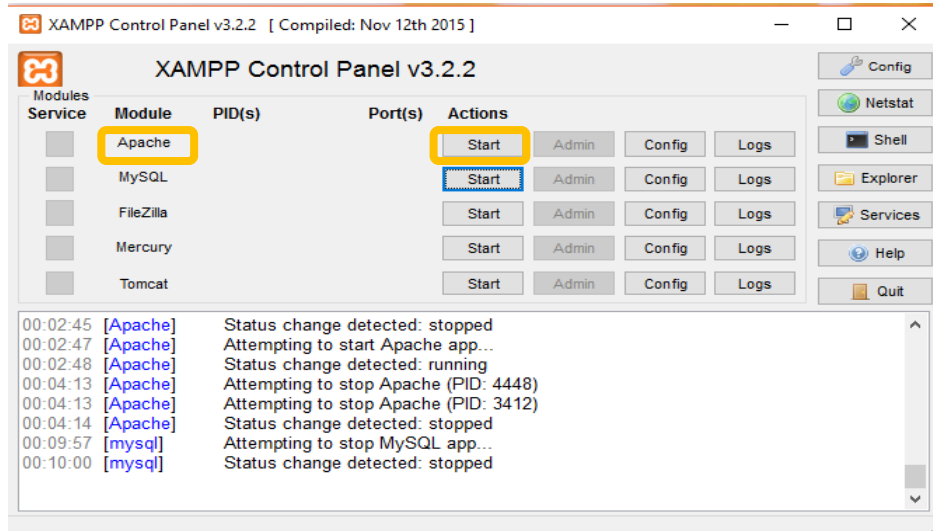 XAMPP Control Panel v3.2.2 [ Compiled: Nov 12th 2015 ]
XAMPP Control Panel v3.2.2
Config
Netstat
Shell
Explorer
Services
Help
Quit
Modules
Service Module PID(s) Port(s) Actions
Apache Start Admin Config Logs
MySQL Start Admin Config Logs
FileZilla Start Admin Config Logs
Mercury Start Admin Config Logs
Tomcat Start Admin Config Logs
00:02:45 [Apache] Status change detected: stopped
00:02:47 [Apache] Attempting to start Apache app...
00:02:48 [Apache] Status change detected: running
00:04:13 [Apache] Attempting to stop Apache (PID: 4448)
00:04:13 [Apache] Attempting to stop Apache (PID: 3412)
00:04:14 [Apache] Status change detected: stopped
00:09:57 [mysql] Attempting to stop MySQL app...
00:10:00 [mysql] Status change detected: stopped